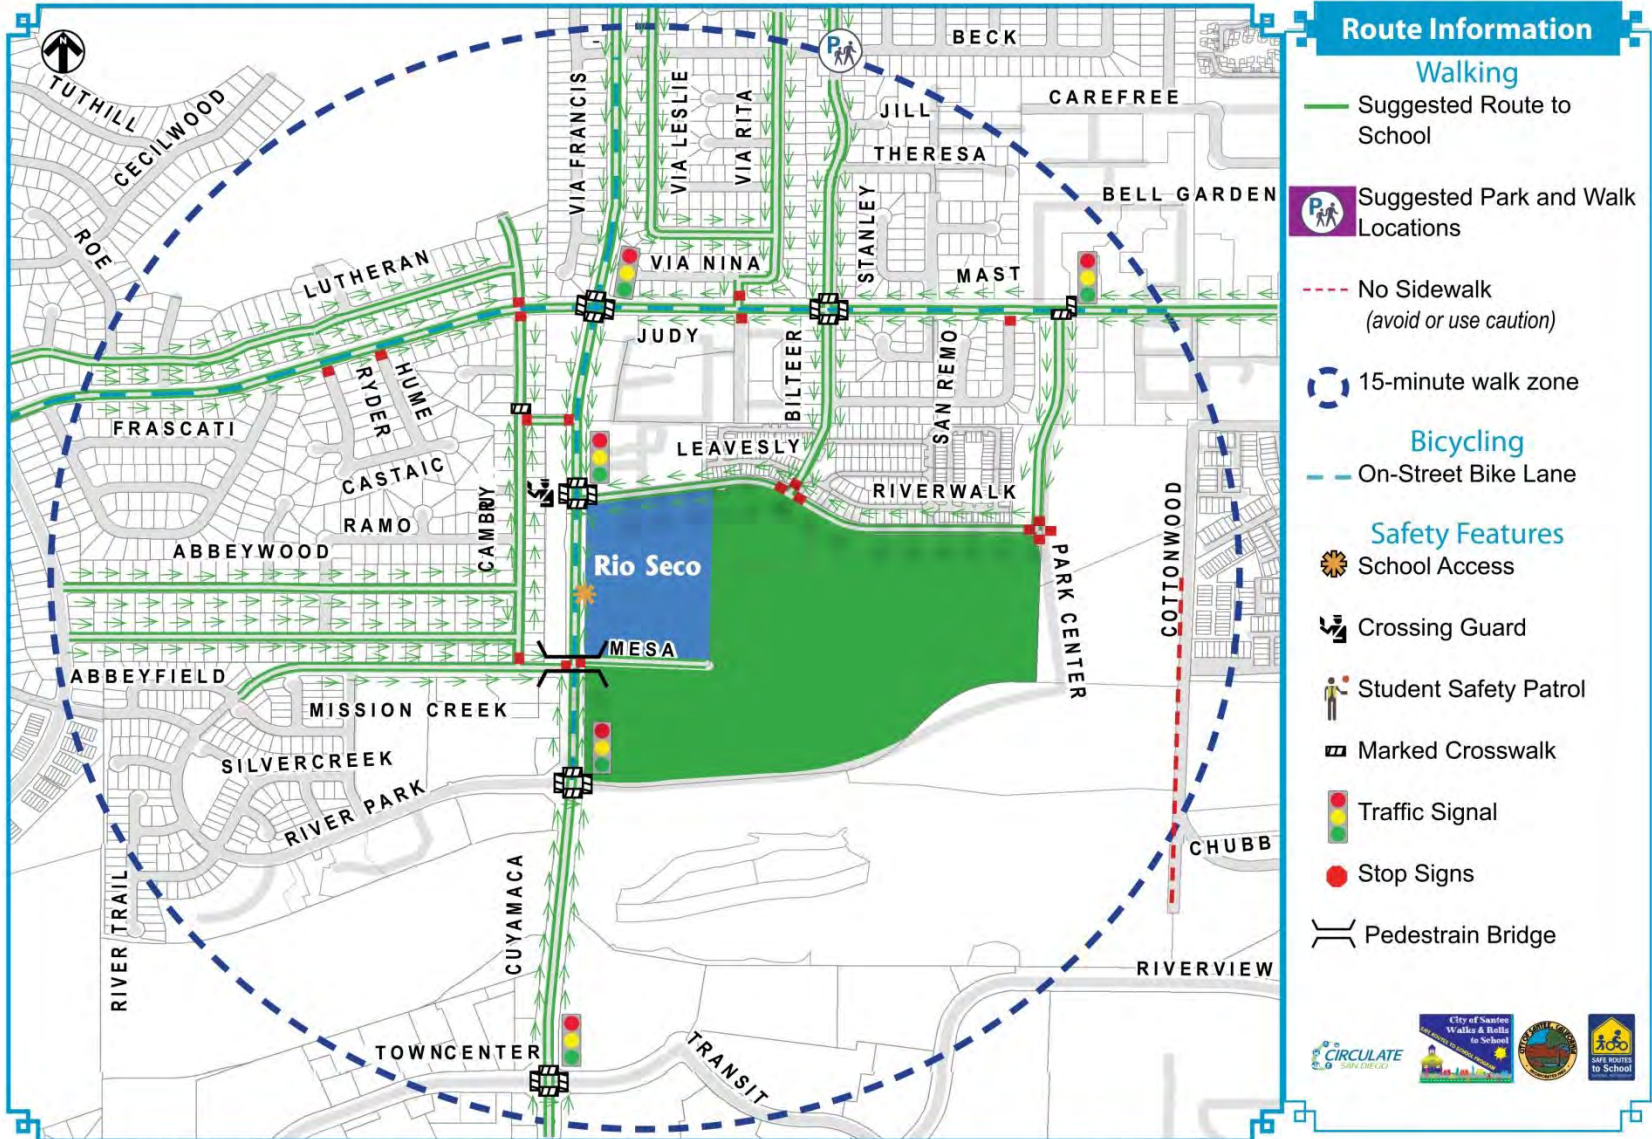 N
TUTHILL
CECILWOOD
ROE
LUTHERAN
VIA FRANCIS
VIA LESLIE
VIA RITA
VIA NINA
P
BECK
JILL
THERESA
STANLEY
CAREFREE
BELL GARDEN
MAST
JUDY
BILTEER
SAN REMO
LEAVESLY
RIVERWALK
FRASCATI
RYDER
HUME
CASTAIC
RAMO
ABBEYWOOD
CAMBRY
Rio Seco
MESA
PARK CENTER
COTTONWOOD
ABBEYFIELD
MISSION CREEK
SILVERCREEK
RIVER PARK
RIVER TRAIL
CUYAMACA
CHUBB
RIVERVIEW
TOWNCENTER
TRANSIT
Route Information
Walking
Suggested Route to
School
P
Suggested Park and Walk
Locations
No Sidewalk
(avoid or use caution)
15-minute walk zone
Bicycling
On-Street Bike Lane
Safety Features
School Access
Crossing Guard
Student Safety Patrol
Marked Crosswalk
Traffic Signal
Stop Signs
Pedestrain Bridge
CIRCULATE
SAN DIEGO
City of Santee
Walks & Rolls
to School
SAFE ROUTES TO SCHOOL PROGRAM
SAFE ROUTES
to School